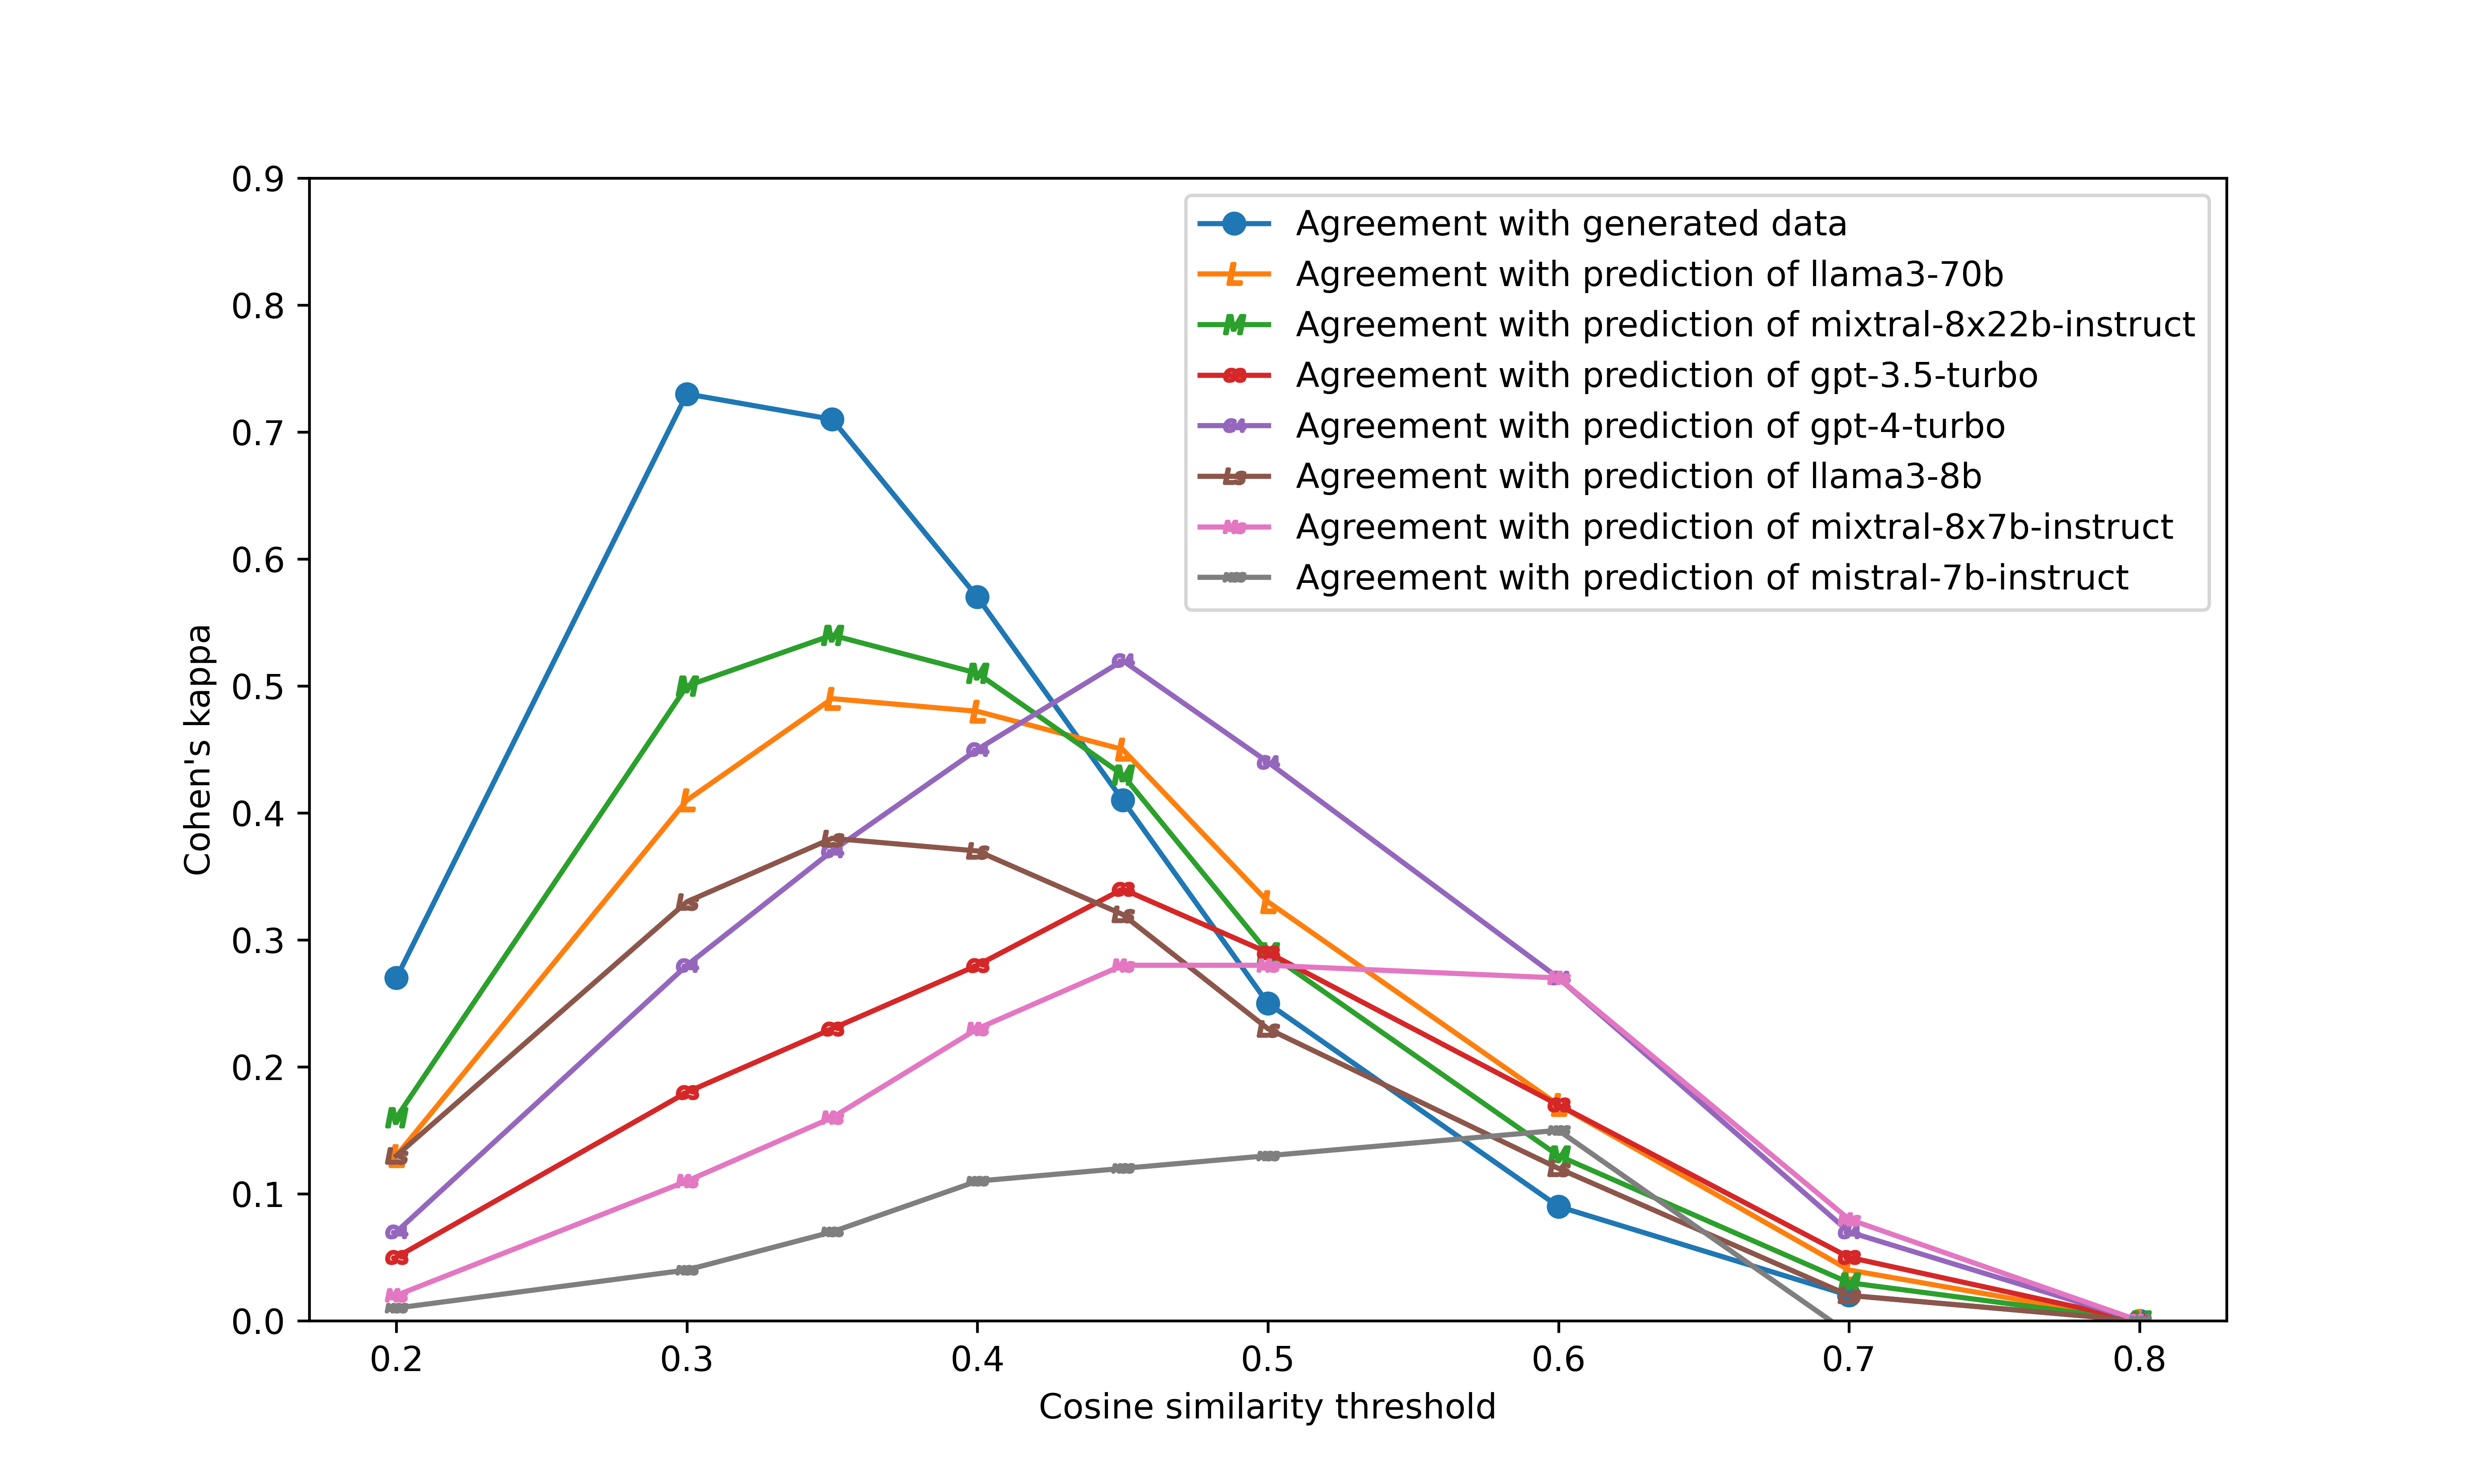 0.9
0.8
0.7
0.6
0.5
0.4
0.3
0.2
0.1
0.0
Cohen's kappa
Agreement with generated data
Agreement with prediction of llama3-70b
Agreement with prediction of mixtral-8x22b-instruct
Agreement with prediction of gpt-3.5-turbo
Agreement with prediction of gpt-4-turbo
Agreement with prediction of llama3-8b
Agreement with prediction of mixtral-8x7b-instruct
Agreement with prediction of mistral-7b-instruct
0.2 0.3 0.4 0.5 0.6 0.7 0.8
Cosine similarity threshold